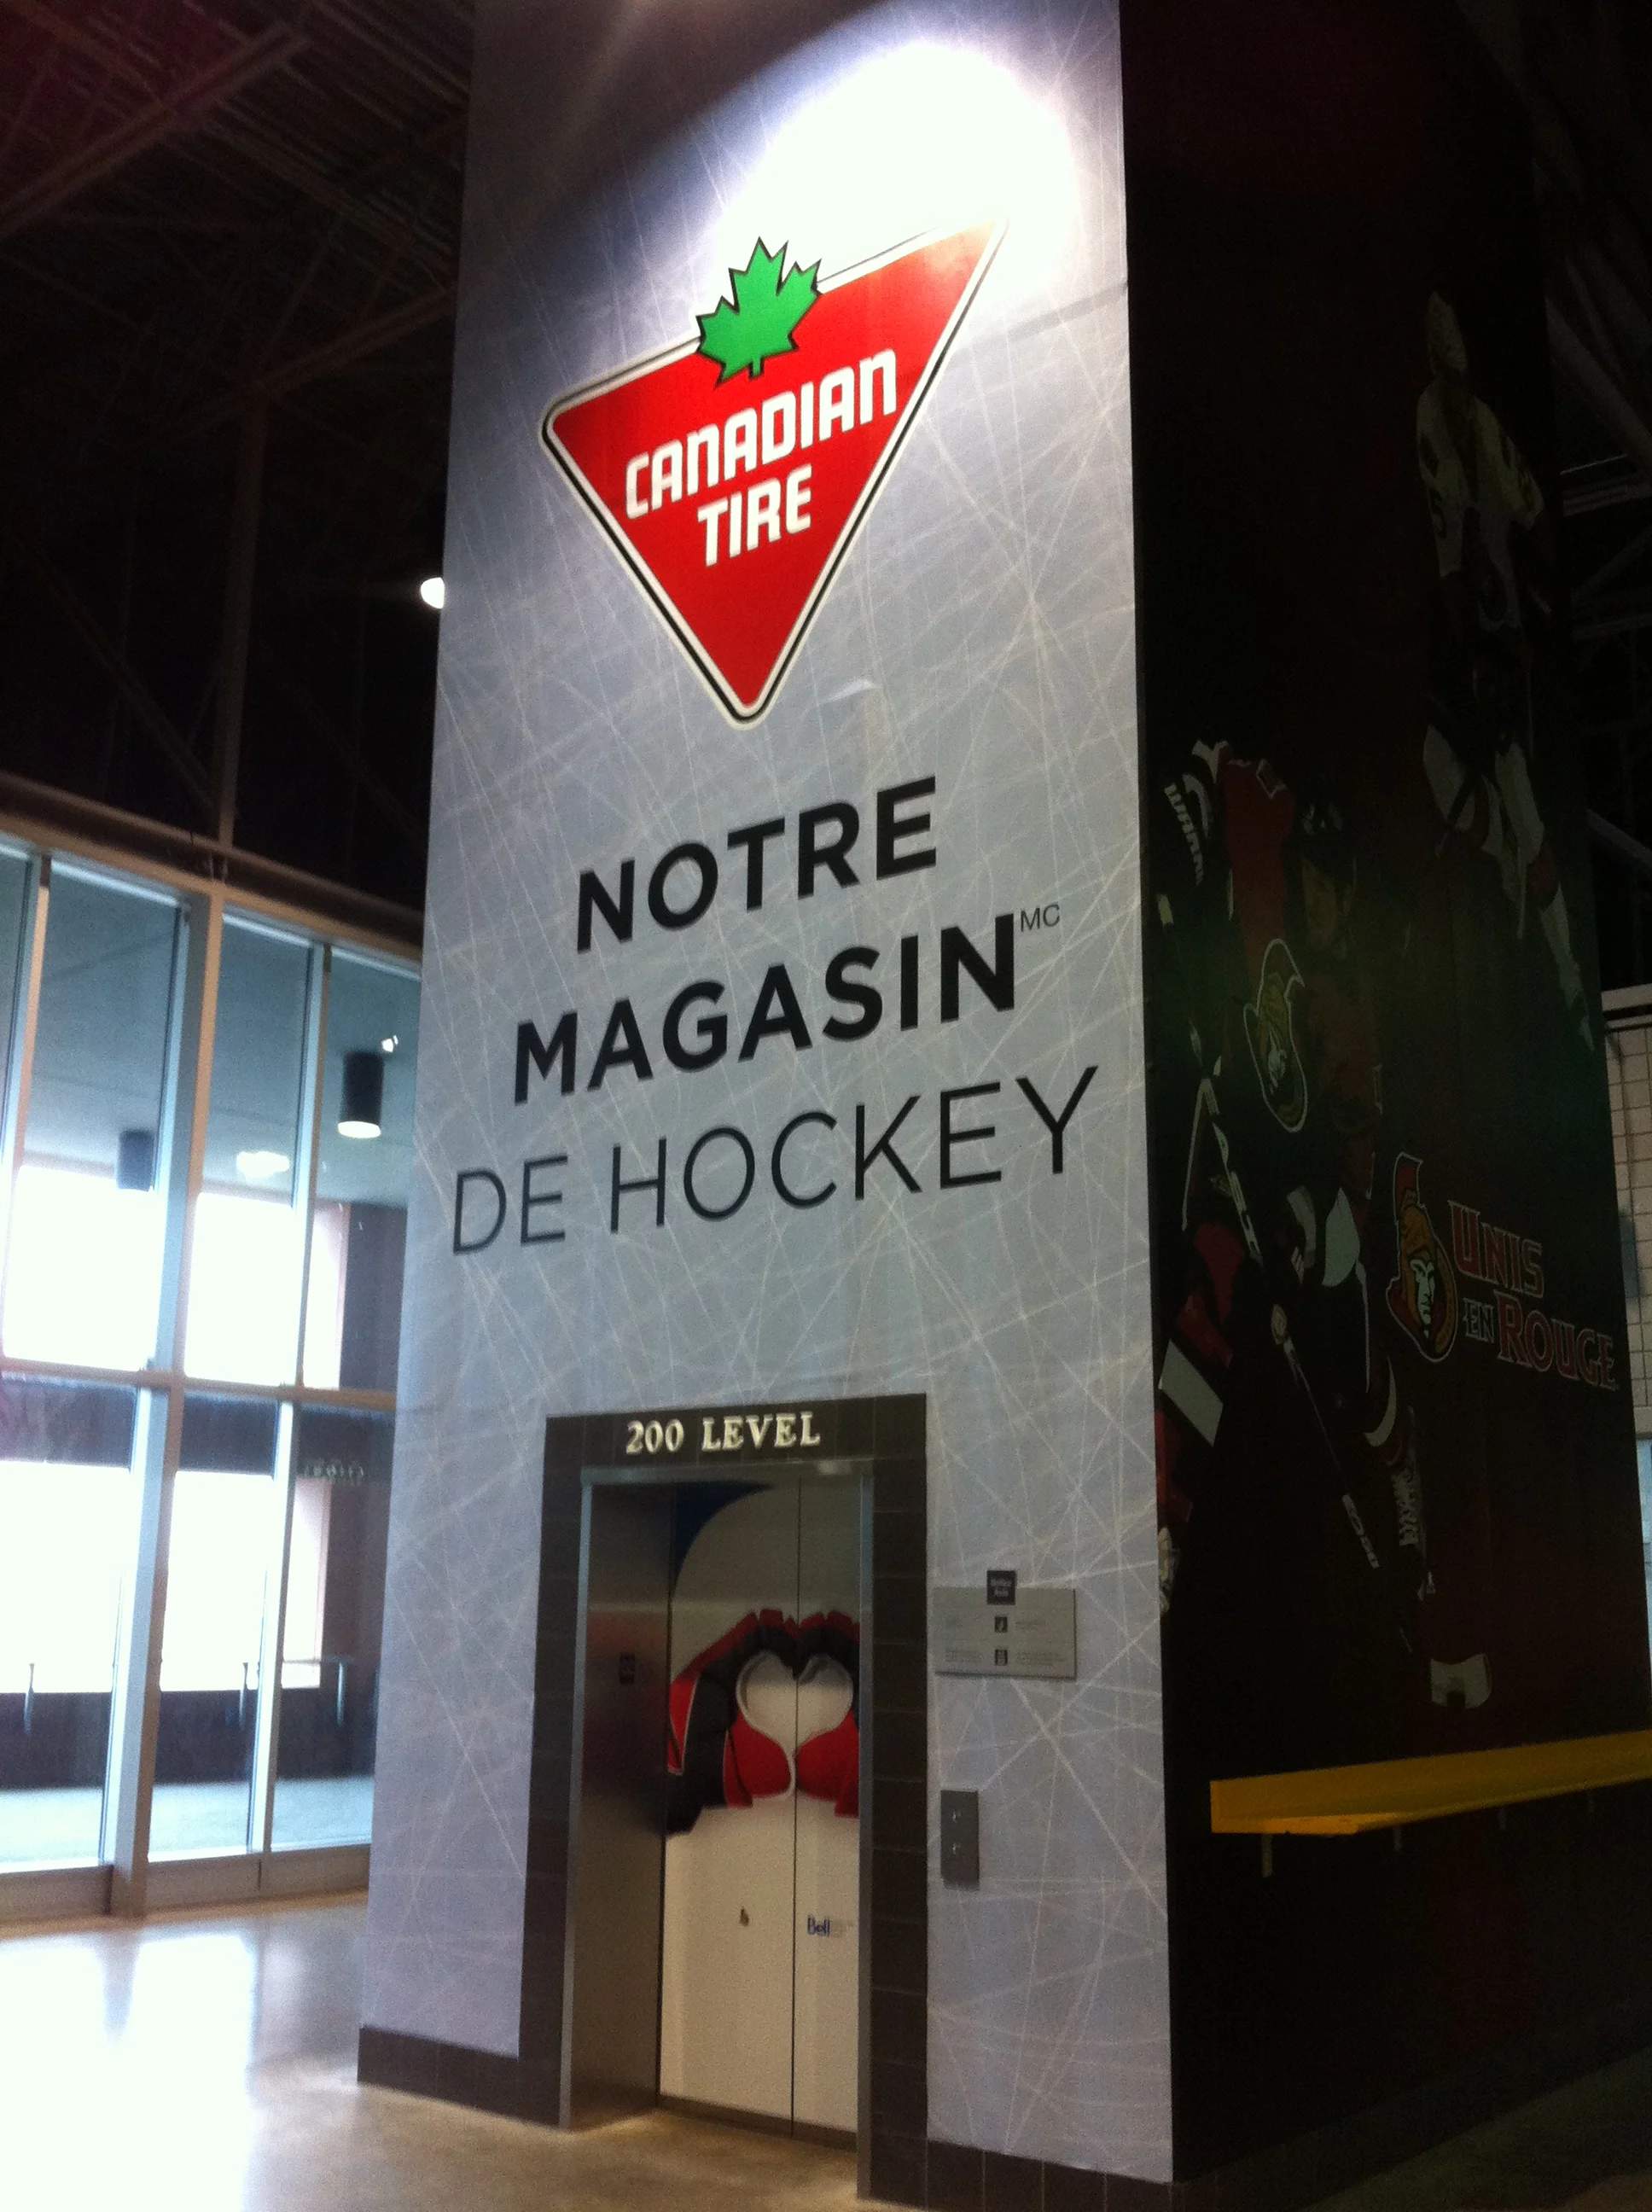 CANADIAN
TIRE
NOTRE
MAGASIN MC
DE HOCKEY
200 LEVEL
Bell
UNIS
EN ROUGE